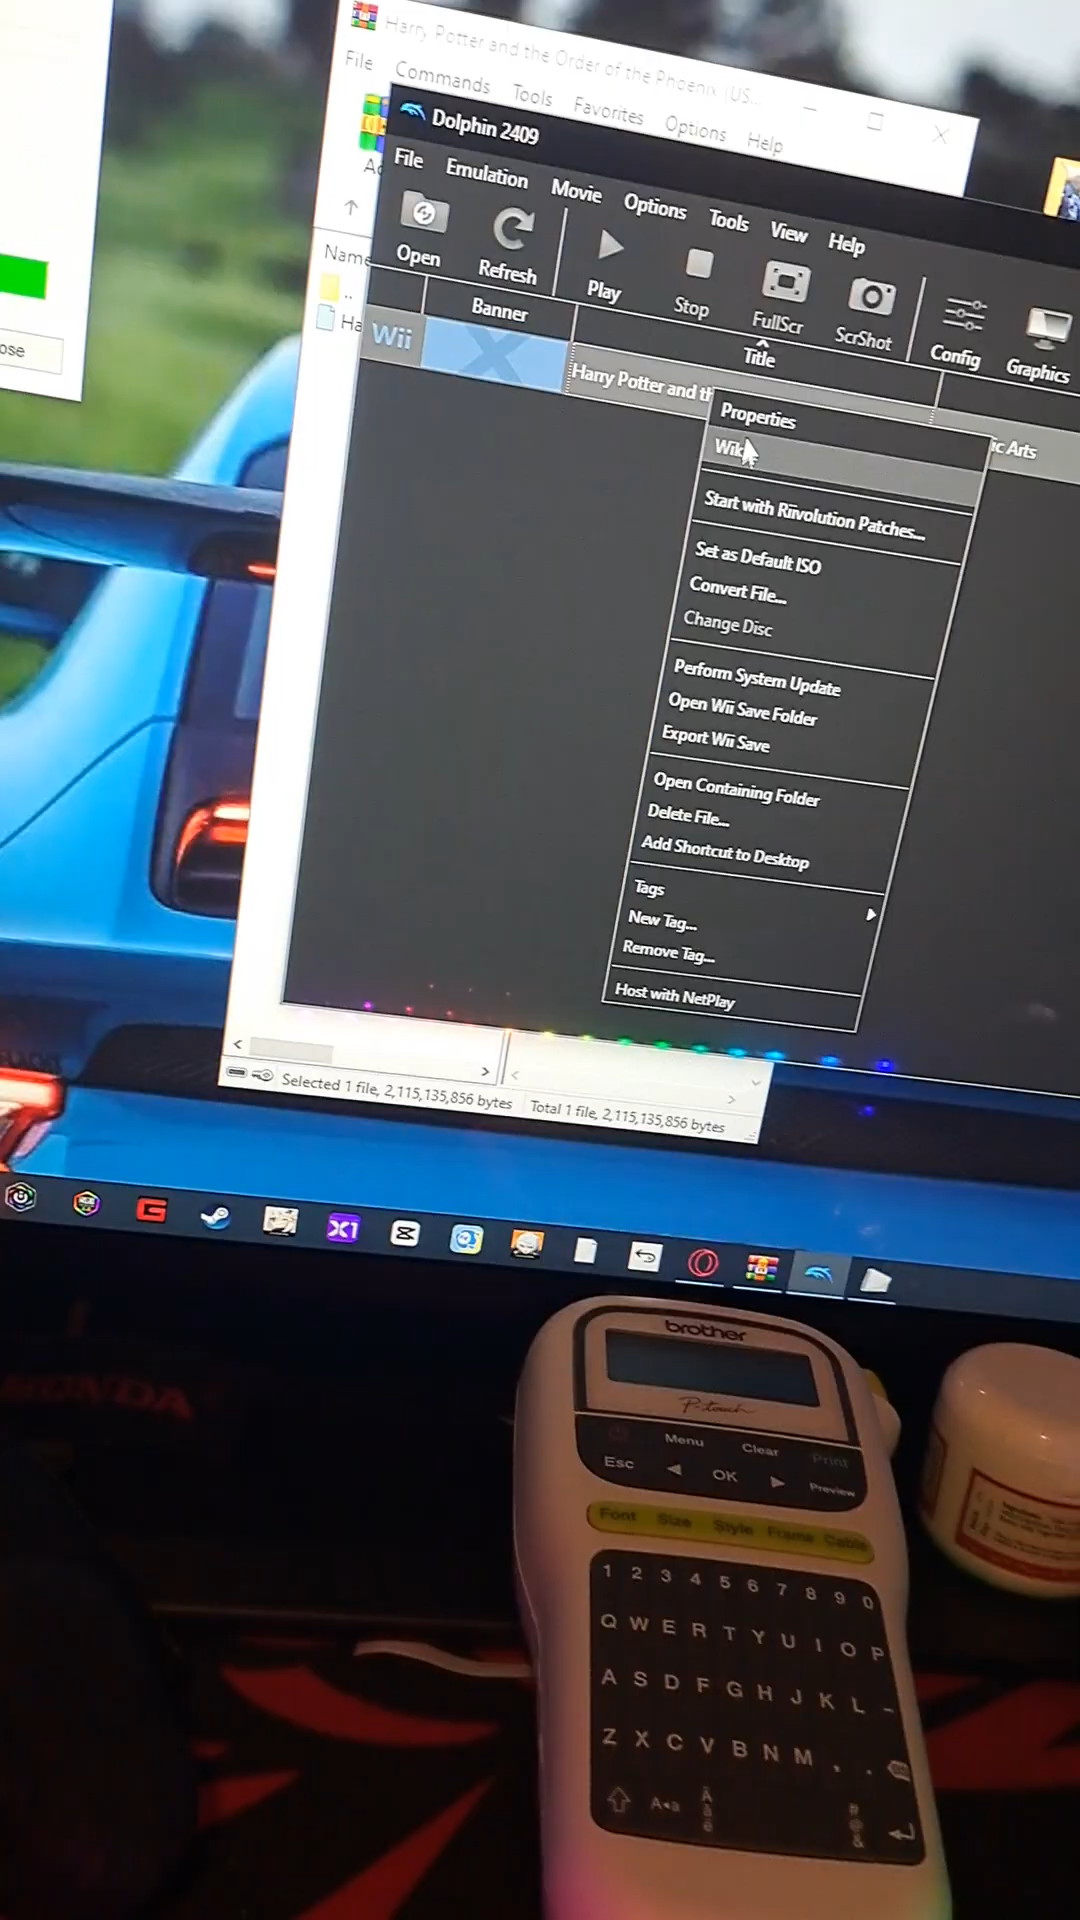 Harry Potter and the Order of the Phoenix (US...
File Commands Tools Favorites Options Help
Dolphin 2409
File Emulation Movie Options Tools View Help
Open Refresh Play Stop FullScr ScrShot Config Graphics
Name
Banner Title
..
Ha
Wii
Harry Potter and th
ic Arts
Properties
Wik
Start with Riivolution Patches...
Set as Default ISO
Convert File...
Change Disc
Perform System Update
Open Wii Save Folder
Export Wii Save
Open Containing Folder
Delete File...
Add Shortcut to Desktop
Tags
New Tag...
Remove Tag...
Host with NetPlay
ose
Selected 1 file, 2,115,135,856 bytes
Total 1 file, 2,115,135,856 bytes
HONDA
brother
P-touch
Menu Clear Print
Esc OK Preview
Font Size Style Frame Cable
1 2 3 4 5 6 7 8 9 0
Q W E R T Y U I O P
A S D F G H J K L -
Z X C V B N M , .